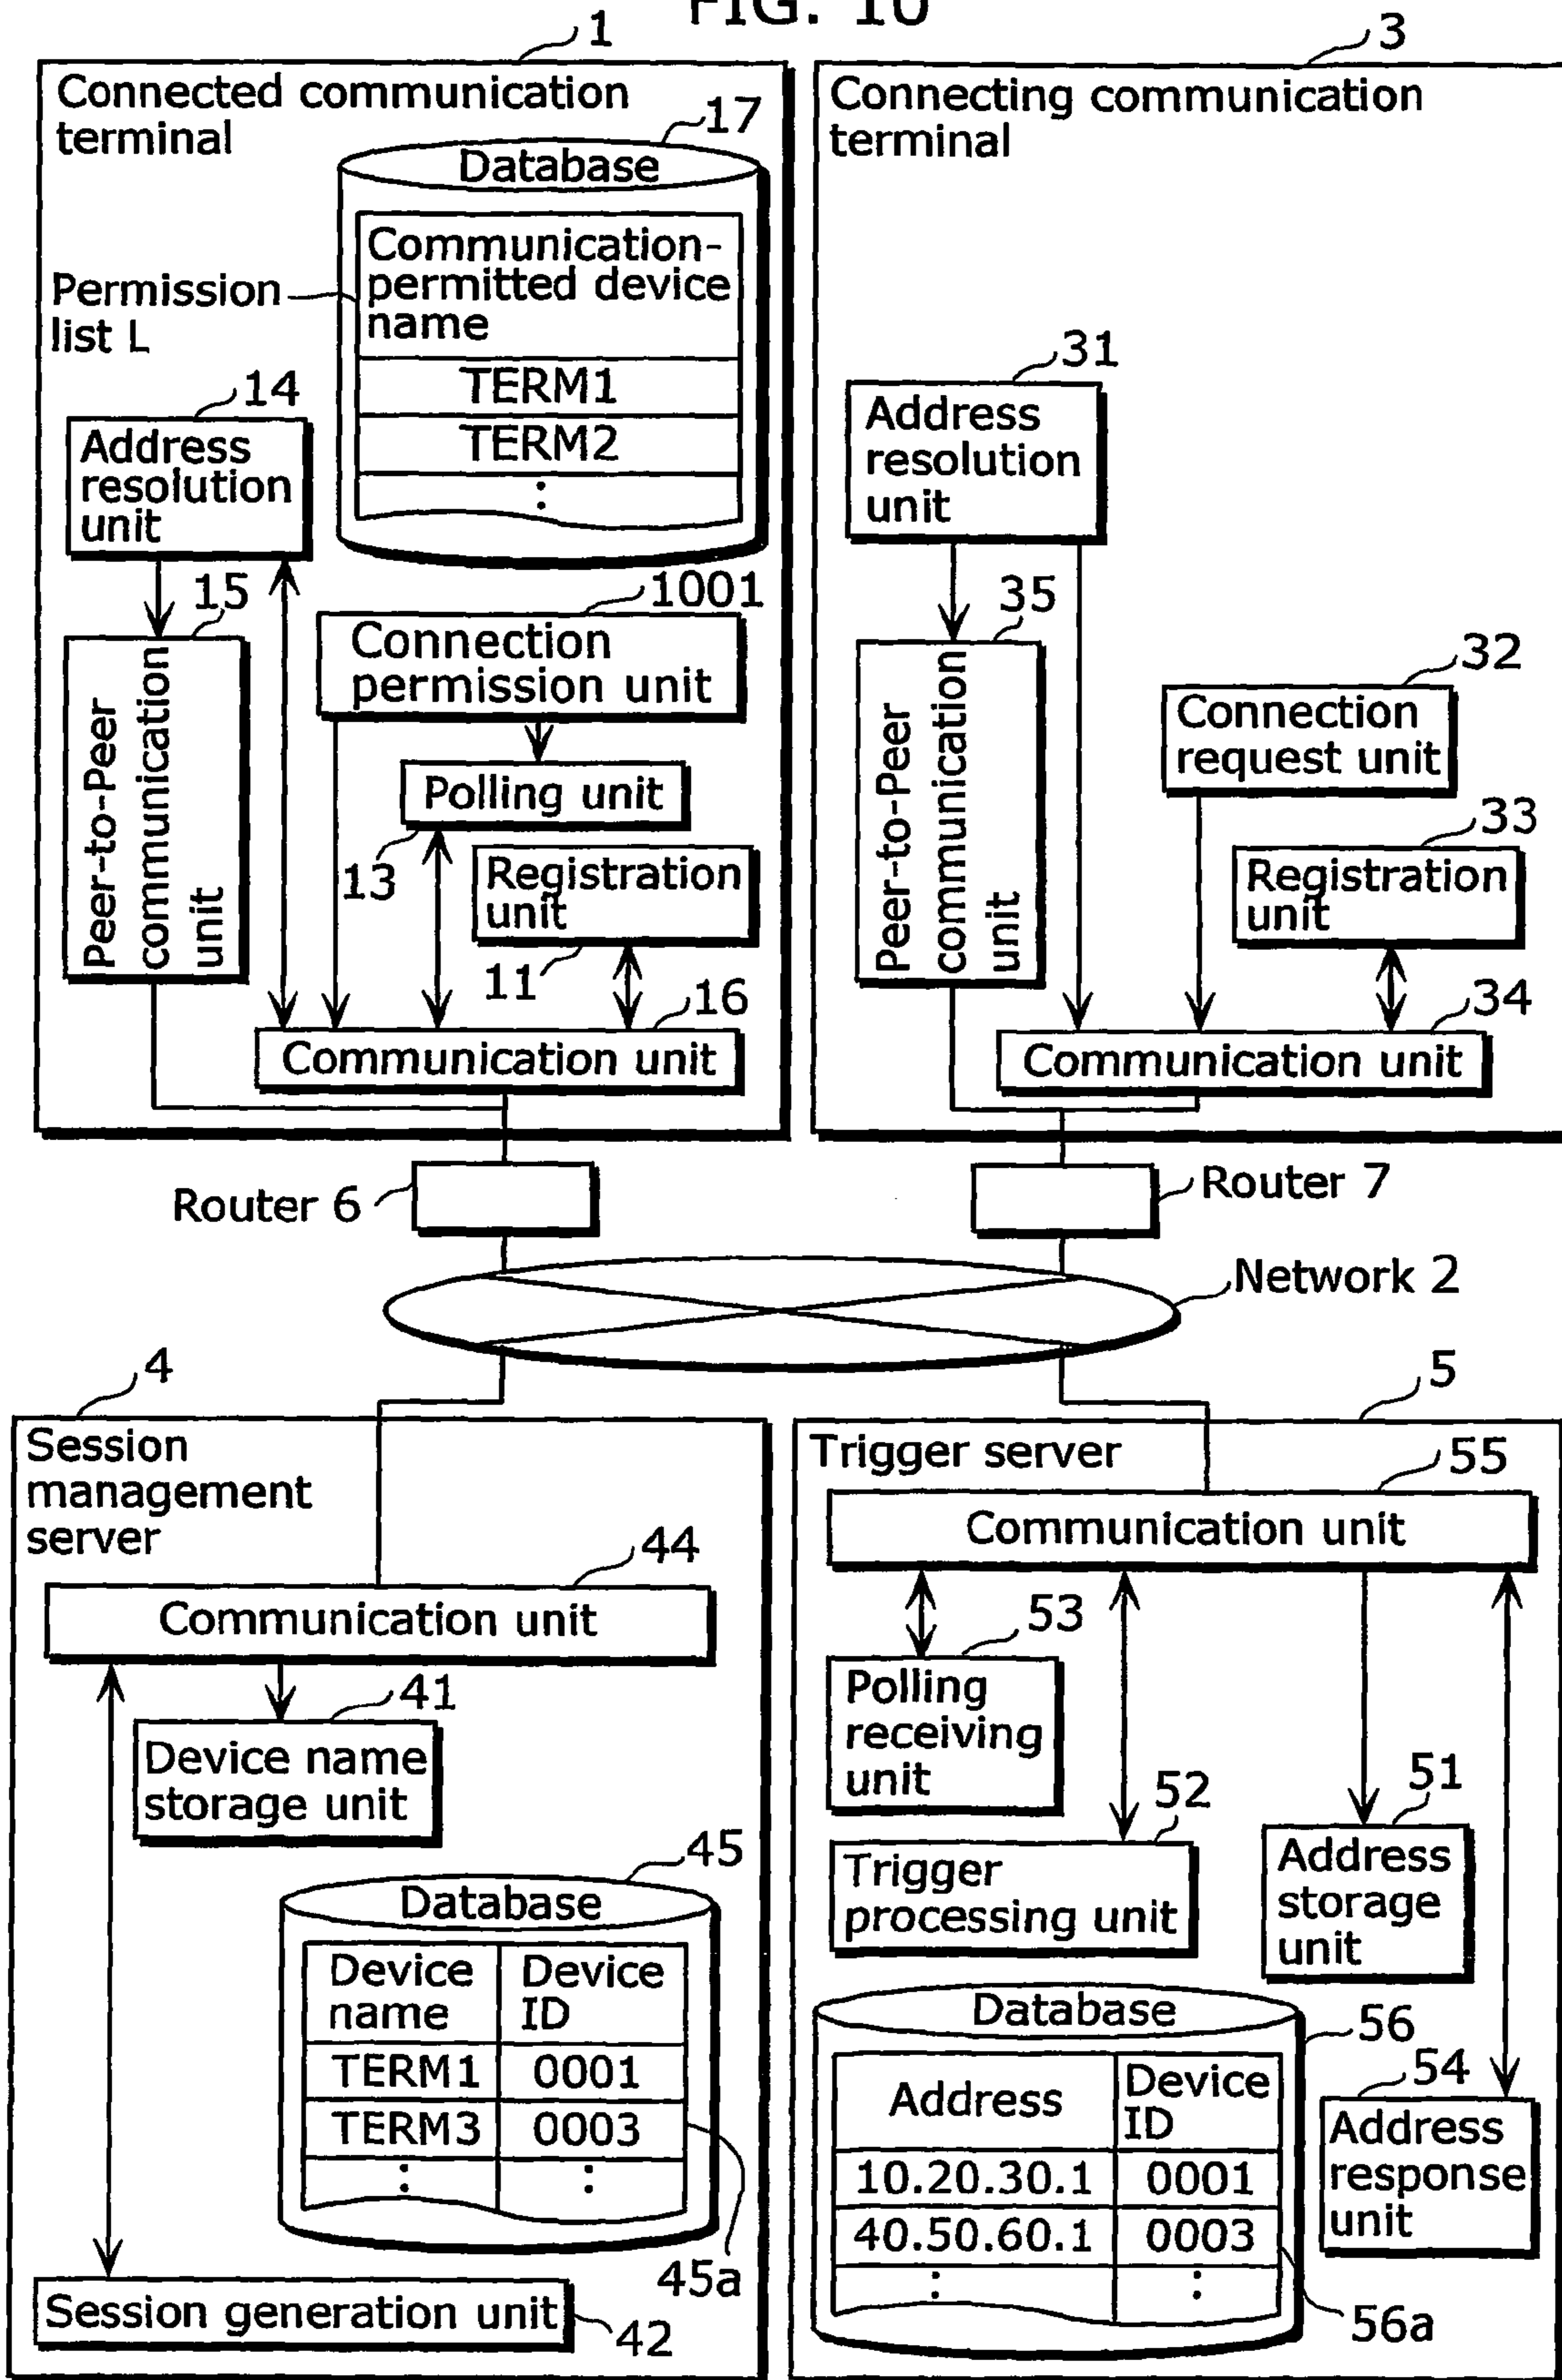 FIG. 10
1
Connected communication
terminal
17
Database
Communication-
permitted device
name
TERM1
TERM2
:
Permission
list L
14
Address
resolution
unit
15
Peer-to-Peer
communication
unit
1001
Connection
permission unit
Polling unit
13
Registration
unit
11
16
Communication unit
3
Connecting communication
terminal
31
Address
resolution
unit
35
Peer-to-Peer
communication
unit
32
Connection
request unit
33
Registration
unit
34
Communication unit
Router 6
Router 7
Network 2
4
Session
management
server
44
Communication unit
41
Device name
storage unit
45
Database
Device name Device ID
TERM1 0001
TERM3 0003
: :
45a
Session generation unit
42
5
Trigger server
55
Communication unit
53
Polling
receiving
unit
52
Trigger
processing unit
51
Address
storage
unit
Database
56
Address Device ID
10.20.30.1 0001
40.50.60.1 0003
: :
56a
54
Address
response
unit